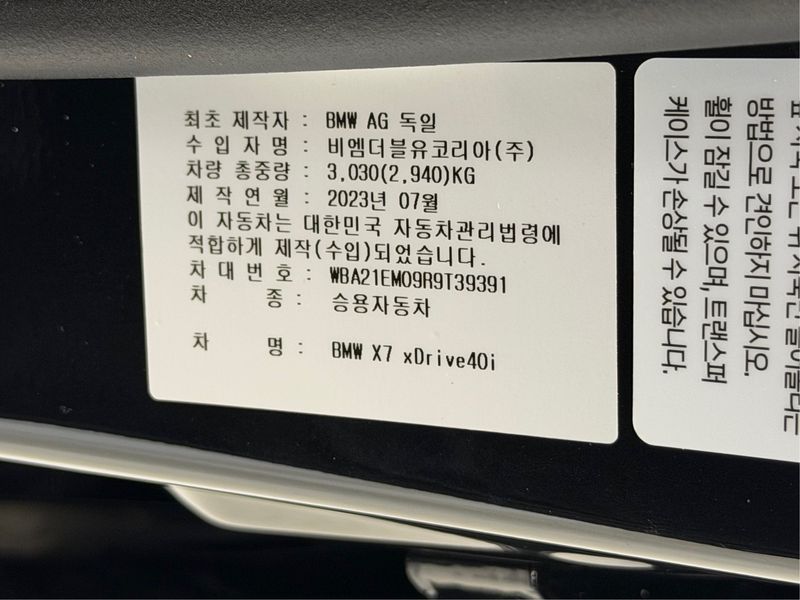 최초 제작자 : BMW AG 독일
수 입 자 명 : 비엠더블유코리아(주)
차량 총중량 : 3,030(2,940)KG
제 작 연 월 : 2023년 07월
이 자동차는 대한민국 자동차관리법령에
적합하게 제작(수입)되었습니다.
차 대 번 호 : WBA21EM09R9T39391
차 종 : 승용자동차
차 명 : BMW X7 xDrive40i
방법으로 견인하지 마십시오.
휠이 잠길 수 있으며, 트랜스퍼
케이스가 손상될 수 있습니다.